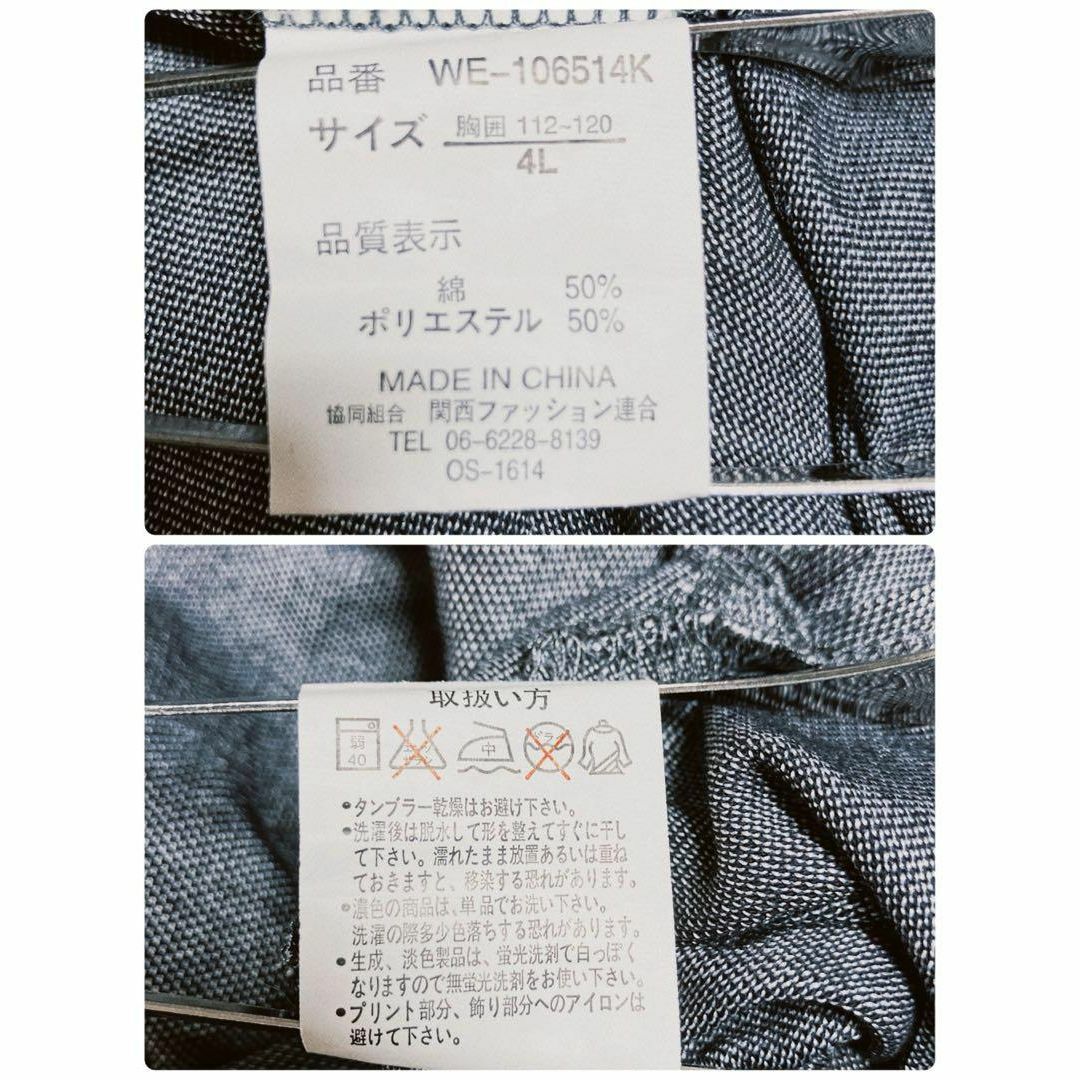 品番 WE-106514K
サイズ 胸囲 112~120
4L
品質表示
綿 50%
ポリエステル 50%
MADE IN CHINA
協同組合 関西ファッション連合
TEL 06-6228-8139
OS-1614
取扱い方
弱 40 エンソサラシ 中 ドライ
•タンブラー乾燥はお避け下さい。
•洗濯後は脱水して形を整えてすぐに干し
て下さい。濡れたまま放置あるいは重ね
ておきますと、移染する恐れがあります。
•濃色の商品は、単品でお洗い下さい。
洗濯の際多少色落ちする恐れがあります。
•生成、淡色製品は、蛍光洗剤で白っぽく
なりますので無蛍光洗剤をお使い下さい。
•プリント部分、飾り部分へのアイロンは
避けて下さい。